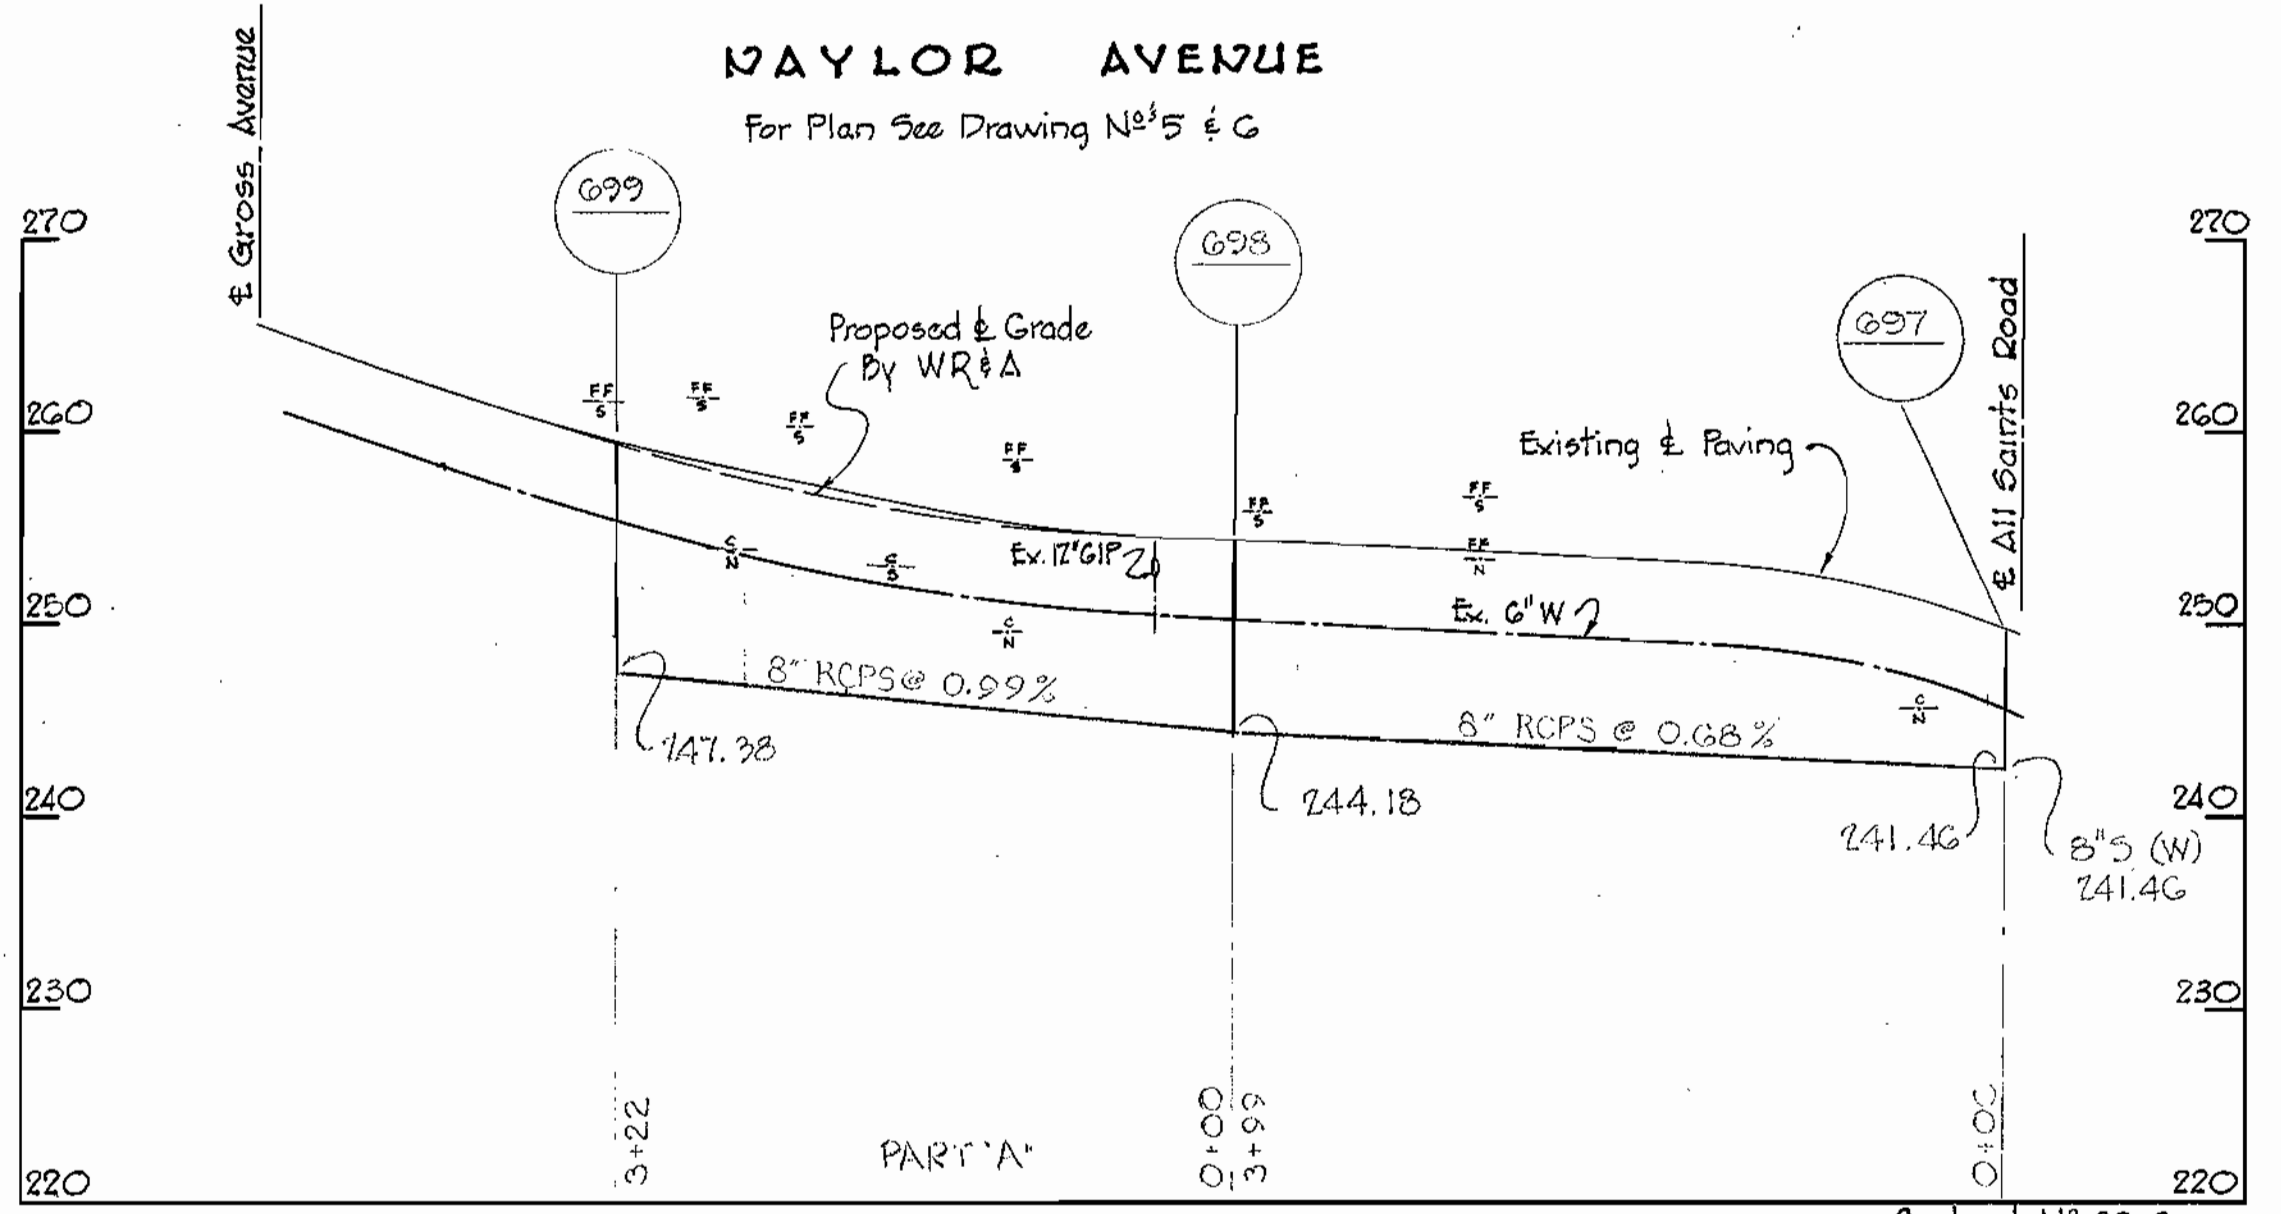 NAYLOR AVENUE
For Plan See Drawing Nos 5 & 6
℄ Gross Avenue
699
698
697
℄ All Saints Road
270
270
Proposed ℄ Grade
By WR&A
Existing ℄ Paving
260
260
FF
S
FF
S
FF
S
FF
S
FF
S
FF
S
FF
N
C
N
C
S
C
N
C
N
Ex. 12" GIP
Ex. 6" W
250
250
8" RCPS @ 0.99%
8" RCPS @ 0.68%
247.38
244.18
241.46
8" S (W)
241.46
240
240
230
230
3+22
PART "A"
0+00
3+99
0+00
220
220